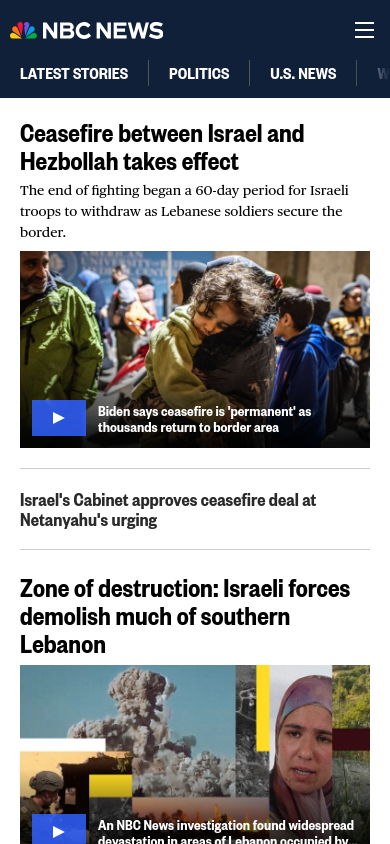 NBC NEWS
LATEST STORIES
POLITICS
U.S. NEWS
Ceasefire between Israel and
Hezbollah takes effect
The end of fighting began a 60-day period for Israeli
troops to withdraw as Lebanese soldiers secure the
border.
Biden says ceasefire is 'permanent' as
thousands return to border area
Israel's Cabinet approves ceasefire deal at
Netanyahu's urging
Zone of destruction: Israeli forces
demolish much of southern
Lebanon
An NBC News investigation found widespread
devastation in areas of Lebanon occupied by